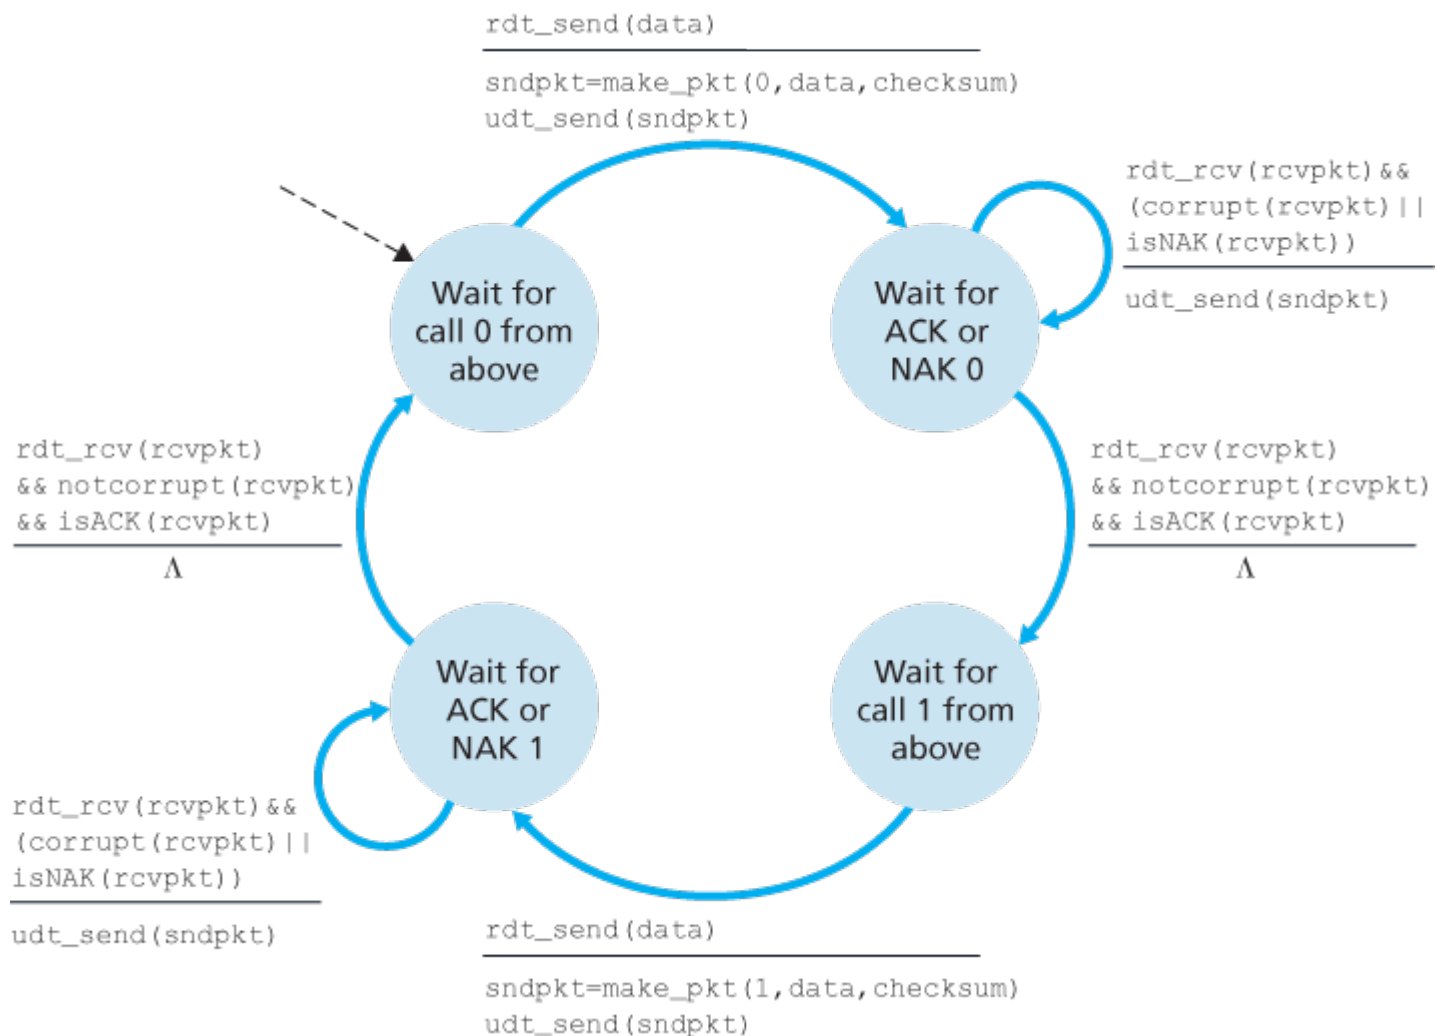 rdt_send(data)
sndpkt=make_pkt(0,data,checksum)
udt_send(sndpkt)
rdt_rcv(rcvpkt)&&
(corrupt(rcvpkt)||
isNAK(rcvpkt))
udt_send(sndpkt)
Wait for
call 0 from
above
Wait for
ACK or
NAK 0
rdt_rcv(rcvpkt)
&& notcorrupt(rcvpkt)
&& isACK(rcvpkt)
Λ
rdt_rcv(rcvpkt)
&& notcorrupt(rcvpkt)
&& isACK(rcvpkt)
Λ
Wait for
ACK or
NAK 1
Wait for
call 1 from
above
rdt_rcv(rcvpkt)&&
(corrupt(rcvpkt)||
isNAK(rcvpkt))
udt_send(sndpkt)
rdt_send(data)
sndpkt=make_pkt(1,data,checksum)
udt_send(sndpkt)